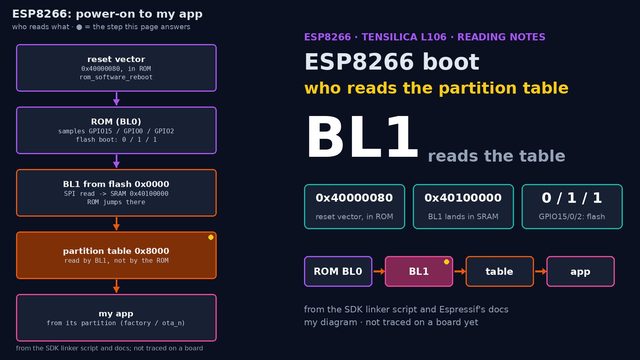 ESP8266: power-on to my app
who reads what · ● = the step this page answers
reset vector
0x40000080, in ROM
rom_software_reboot
ROM (BL0)
samples GPIO15 / GPIO0 / GPIO2
flash boot: 0 / 1 / 1
BL1 from flash 0x0000
SPI read -> SRAM 0x40100000
ROM jumps there
partition table 0x8000
read by BL1, not by the ROM
my app
from its partition (factory / ota_n)
from the SDK linker script and docs; not traced on a board
ESP8266 · TENSILICA L106 · READING NOTES
ESP8266 boot
who reads the partition table
BL1 reads the table
0x40000080
reset vector, in ROM
0x40100000
BL1 lands in SRAM
0 / 1 / 1
GPIO15/0/2: flash
ROM BL0
BL1
table
app
from the SDK linker script and Espressif's docs
my diagram · not traced on a board yet